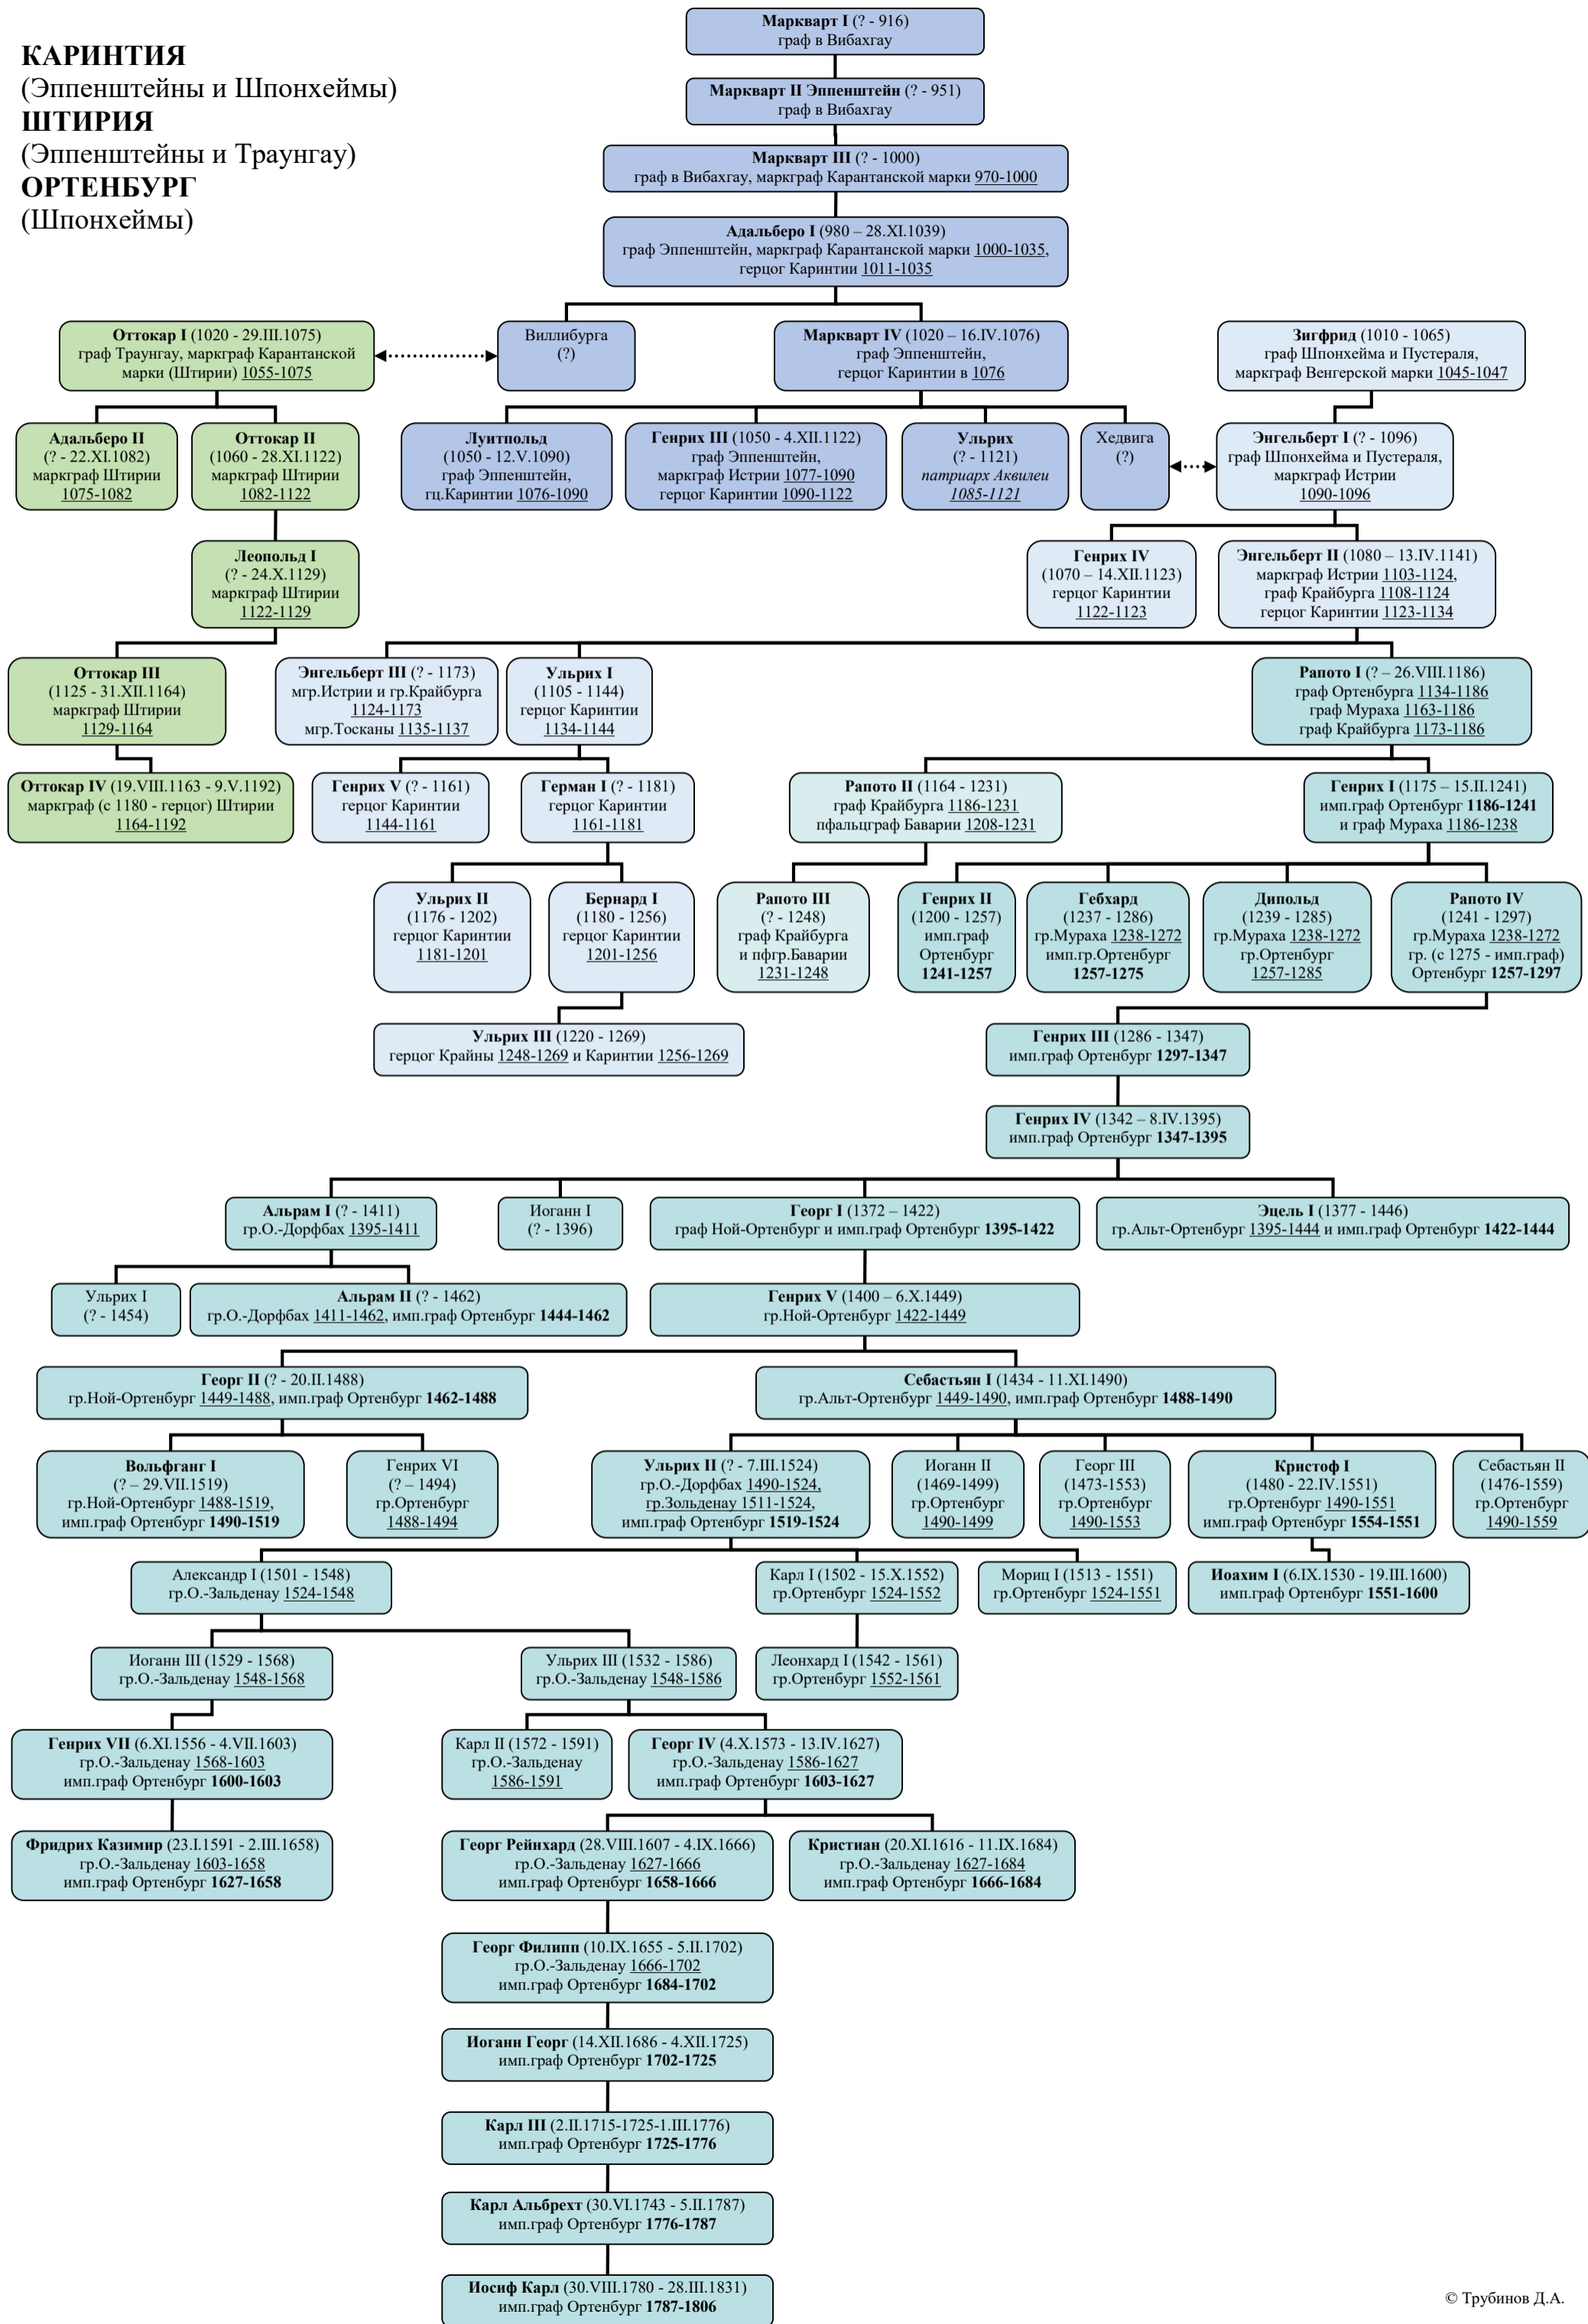 КАРИНТИЯ
(Эппенштейны и Шпонхеймы)
ШТИРИЯ
(Эппенштейны и Траунгау)
ОРТЕНБУРГ
(Шпонхеймы)
Маркварт I (? - 916)
граф в Вибахгау
Маркварт II Эппенштейн (? - 951)
граф в Вибахгау
Маркварт III (? - 1000)
граф в Вибахгау, маркграф Карантанской марки 970-1000
Адальберо I (980 – 28.XI.1039)
граф Эппенштейн, маркграф Карантанской марки 1000-1035,
герцог Каринтии 1011-1035
Оттокар I (1020 - 29.III.1075)
граф Траунгау, маркграф Карантанской
марки (Штирии) 1055-1075
Виллибурга
(?)
Маркварт IV (1020 – 16.IV.1076)
граф Эппенштейн,
герцог Каринтии в 1076
Зигфрид (1010 - 1065)
граф Шпонхейма и Пустераля,
маркграф Венгерской марки 1045-1047
Адальберо II
(? - 22.XI.1082)
маркграф Штирии
1075-1082
Оттокар II
(1060 - 28.XI.1122)
маркграф Штирии
1082-1122
Луитпольд
(1050 - 12.V.1090)
граф Эппенштейн,
гц.Каринтии 1076-1090
Генрих III (1050 - 4.XII.1122)
граф Эппенштейн,
маркграф Истрии 1077-1090
герцог Каринтии 1090-1122
Ульрих
(? - 1121)
патриарх Аквилеи
1085-1121
Хедвига
(?)
Энгельберт I (? - 1096)
граф Шпонхейма и Пустераля,
маркграф Истрии
1090-1096
Леопольд I
(? - 24.X.1129)
маркграф Штирии
1122-1129
Генрих IV
(1070 – 14.XII.1123)
герцог Каринтии
1122-1123
Энгельберт II (1080 – 13.IV.1141)
маркграф Истрии 1103-1124,
граф Крайбурга 1108-1124
герцог Каринтии 1123-1134
Оттокар III
(1125 - 31.XII.1164)
маркграф Штирии
1129-1164
Энгельберт III (? - 1173)
мгр.Истрии и гр.Крайбурга
1124-1173
мгр.Тосканы 1135-1137
Ульрих I
(1105 - 1144)
герцог Каринтии
1134-1144
Рапото I (? – 26.VIII.1186)
граф Ортенбурга 1134-1186
граф Мураха 1163-1186
граф Крайбурга 1173-1186
Оттокар IV (19.VIII.1163 - 9.V.1192)
маркграф (с 1180 - герцог) Штирии
1164-1192
Генрих V (? - 1161)
герцог Каринтии
1144-1161
Герман I (? - 1181)
герцог Каринтии
1161-1181
Рапото II (1164 - 1231)
граф Крайбурга 1186-1231
пфальцграф Баварии 1208-1231
Генрих I (1175 – 15.II.1241)
имп.граф Ортенбург 1186-1241
и граф Мураха 1186-1238
Ульрих II
(1176 - 1202)
герцог Каринтии
1181-1201
Бернард I
(1180 - 1256)
герцог Каринтии
1201-1256
Рапото III
(? - 1248)
граф Крайбурга
и пфгр.Баварии
1231-1248
Генрих II
(1200 - 1257)
имп.граф
Ортенбург
1241-1257
Гебхард
(1237 - 1286)
гр.Мураха 1238-1272
имп.гр.Ортенбург
1257-1275
Дипольд
(1239 - 1285)
гр.Мураха 1238-1272
гр.Ортенбург
1257-1285
Рапото IV
(1241 - 1297)
гр.Мураха 1238-1272
гр. (с 1275 - имп.граф)
Ортенбург 1257-1297
Ульрих III (1220 - 1269)
герцог Крайны 1248-1269 и Каринтии 1256-1269
Генрих III (1286 - 1347)
имп.граф Ортенбург 1297-1347
Генрих IV (1342 – 8.IV.1395)
имп.граф Ортенбург 1347-1395
Альрам I (? - 1411)
гр.О.-Дорфбах 1395-1411
Иоганн I
(? - 1396)
Георг I (1372 – 1422)
граф Ной-Ортенбург и имп.граф Ортенбург 1395-1422
Эцель I (1377 - 1446)
гр.Альт-Ортенбург 1395-1444 и имп.граф Ортенбург 1422-1444
Ульрих I
(? - 1454)
Альрам II (? - 1462)
гр.О.-Дорфбах 1411-1462, имп.граф Ортенбург 1444-1462
Генрих V (1400 – 6.X.1449)
гр.Ной-Ортенбург 1422-1449
Георг II (? - 20.II.1488)
гр.Ной-Ортенбург 1449-1488, имп.граф Ортенбург 1462-1488
Себастьян I (1434 - 11.XI.1490)
гр.Альт-Ортенбург 1449-1490, имп.граф Ортенбург 1488-1490
Вольфганг I
(? – 29.VII.1519)
гр.Ной-Ортенбург 1488-1519,
имп.граф Ортенбург 1490-1519
Генрих VI
(? – 1494)
гр.Ортенбург
1488-1494
Ульрих II (? - 7.III.1524)
гр.О.-Дорфбах 1490-1524,
гр.Зольденау 1511-1524,
имп.граф Ортенбург 1519-1524
Иоганн II
(1469-1499)
гр.Ортенбург
1490-1499
Георг III
(1473-1553)
гр.Ортенбург
1490-1553
Кристоф I
(1480 - 22.IV.1551)
гр.Ортенбург 1490-1551
имп.граф Ортенбург 1554-1551
Себастьян II
(1476-1559)
гр.Ортенбург
1490-1559
Александр I (1501 - 1548)
гр.О.-Зальденау 1524-1548
Карл I (1502 - 15.X.1552)
гр.Ортенбург 1524-1552
Мориц I (1513 - 1551)
гр.Ортенбург 1524-1551
Иоахим I (6.IX.1530 - 19.III.1600)
имп.граф Ортенбург 1551-1600
Иоганн III (1529 - 1568)
гр.О.-Зальденау 1548-1568
Ульрих III (1532 - 1586)
гр.О.-Зальденау 1548-1586
Леонхард I (1542 - 1561)
гр.Ортенбург 1552-1561
Генрих VII (6.XI.1556 - 4.VII.1603)
гр.О.-Зальденау 1568-1603
имп.граф Ортенбург 1600-1603
Карл II (1572 - 1591)
гр.О.-Зальденау
1586-1591
Георг IV (4.X.1573 - 13.IV.1627)
гр.О.-Зальденау 1586-1627
имп.граф Ортенбург 1603-1627
Фридрих Казимир (23.I.1591 - 2.III.1658)
гр.О.-Зальденау 1603-1658
имп.граф Ортенбург 1627-1658
Георг Рейнхард (28.VIII.1607 - 4.IX.1666)
гр.О.-Зальденау 1627-1666
имп.граф Ортенбург 1658-1666
Кристиан (20.XI.1616 - 11.IX.1684)
гр.О.-Зальденау 1627-1684
имп.граф Ортенбург 1666-1684
Георг Филипп (10.IX.1655 - 5.II.1702)
гр.О.-Зальденау 1666-1702
имп.граф Ортенбург 1684-1702
Иоганн Георг (14.XII.1686 - 4.XII.1725)
имп.граф Ортенбург 1702-1725
Карл III (2.II.1715-1725-1.III.1776)
имп.граф Ортенбург 1725-1776
Карл Альбрехт (30.VI.1743 - 5.II.1787)
имп.граф Ортенбург 1776-1787
Иосиф Карл (30.VIII.1780 - 28.III.1831)
имп.граф Ортенбург 1787-1806
© Трубинов Д.А.